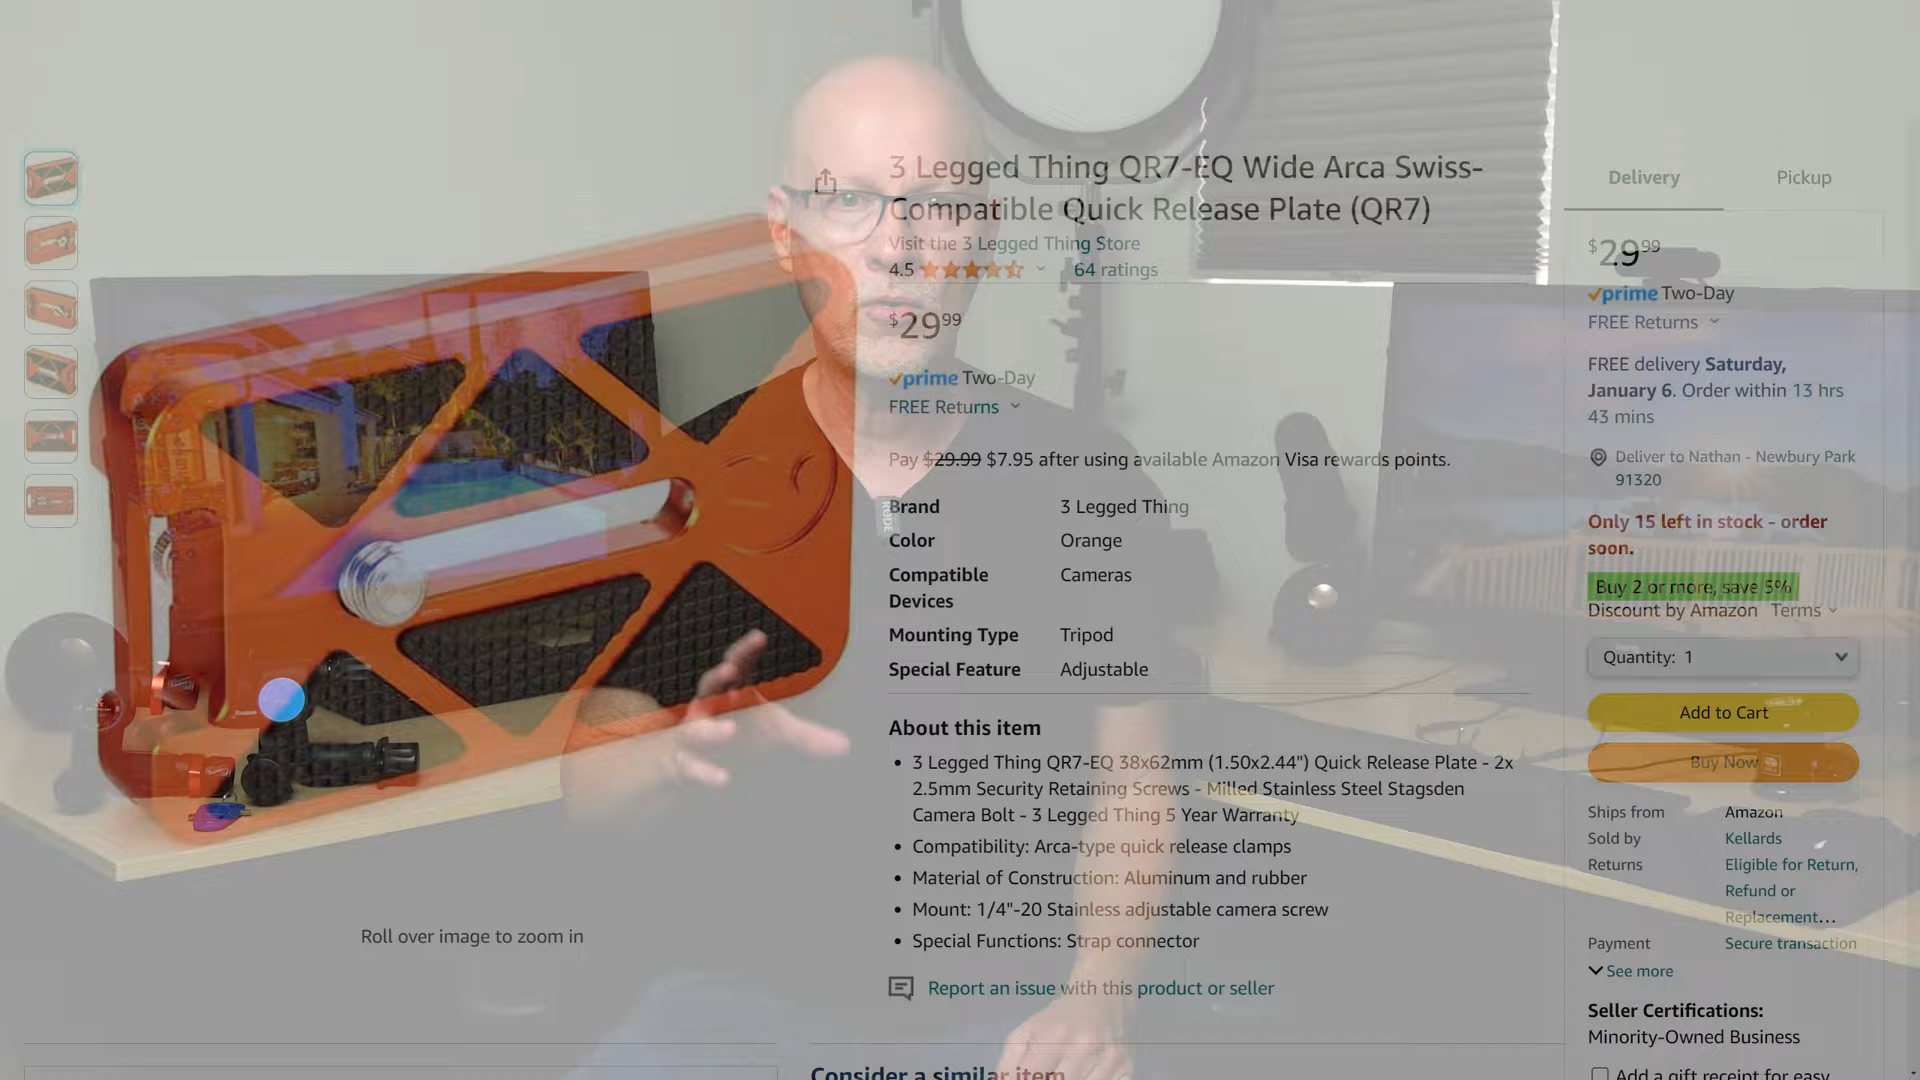 3 Legged Thing QR7-EQ Wide Arca Swiss-
Compatible Quick Release Plate (QR7)
Visit the 3 Legged Thing Store
4.5
64 ratings
$29.99
prime Two-Day
FREE Returns
Pay $29.99 $7.95 after using available Amazon Visa rewards points.
Brand 3 Legged Thing
Color Orange
Compatible Cameras
Devices
Mounting Type Tripod
Special Feature Adjustable
About this item
• 3 Legged Thing QR7-EQ 38x62mm (1.50x2.44") Quick Release Plate - 2x
2.5mm Security Retaining Screws - Milled Stainless Steel Stagsden
Camera Bolt - 3 Legged Thing 5 Year Warranty
• Compatibility: Arca-type quick release clamps
• Material of Construction: Aluminum and rubber
• Mount: 1/4"-20 Stainless adjustable camera screw
• Special Functions: Strap connector
Report an issue with this product or seller
Consider a similar item
Roll over image to zoom in
RODE
Delivery Pickup
$29.99
prime Two-Day
FREE Returns
FREE delivery Saturday,
January 6. Order within 13 hrs
43 mins
Deliver to Nathan - Newbury Park
91320
Only 15 left in stock - order
soon.
Buy 2 or more, save 5%
Discount by Amazon Terms
Quantity: 1
Add to Cart
Buy Now
Ships from Amazon
Sold by Kellards
Returns Eligible for Return,
Refund or
Replacement…
Payment Secure transaction
See more
Seller Certifications:
Minority-Owned Business
Add a gift receipt for easy